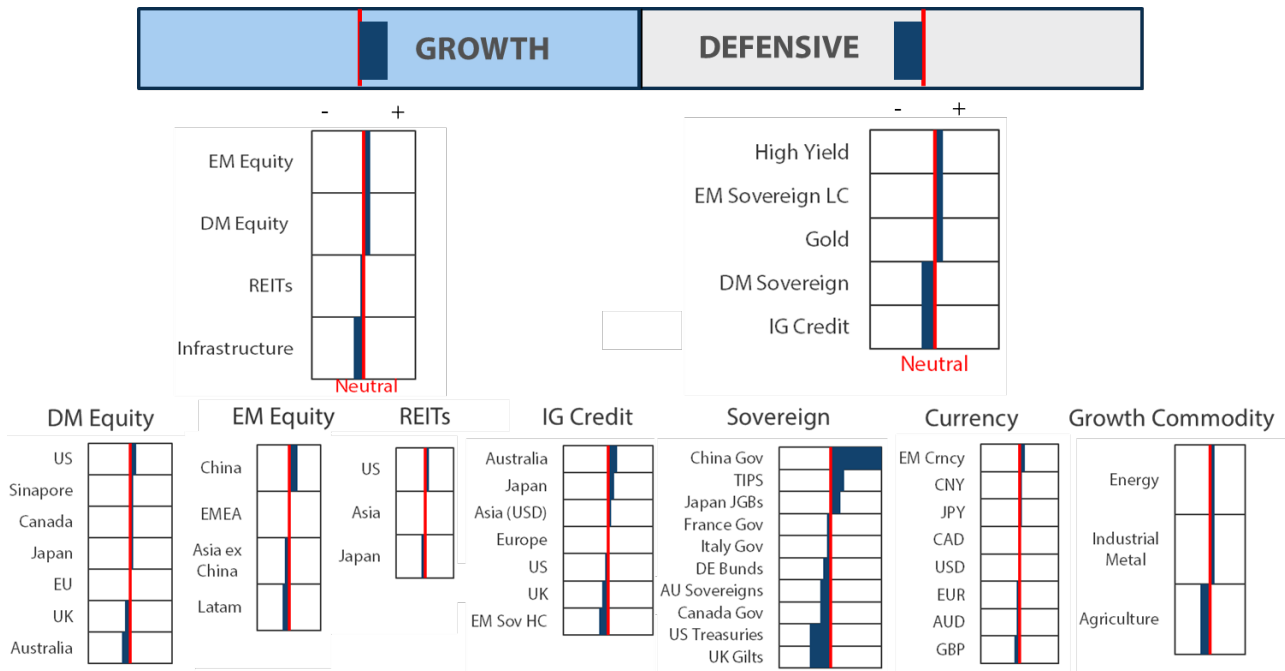 GROWTH
DEFENSIVE
- +
- +
EM Equity
DM Equity
REITs
Infrastructure
Neutral
High Yield
EM Sovereign LC
Gold
DM Sovereign
IG Credit
Neutral
DM Equity
US
Sinapore
Canada
Japan
EU
UK
Australia
EM Equity
China
EMEA
Asia ex
China
Latam
REITs
US
Asia
Japan
IG Credit
Australia
Japan
Asia (USD)
Europe
US
UK
EM Sov HC
Sovereign
China Gov
TIPS
Japan JGBs
France Gov
Italy Gov
DE Bunds
AU Sovereigns
Canada Gov
US Treasuries
UK Gilts
Currency
EM Crncy
CNY
JPY
CAD
USD
EUR
AUD
GBP
Growth Commodity
Energy
Industrial
Metal
Agriculture